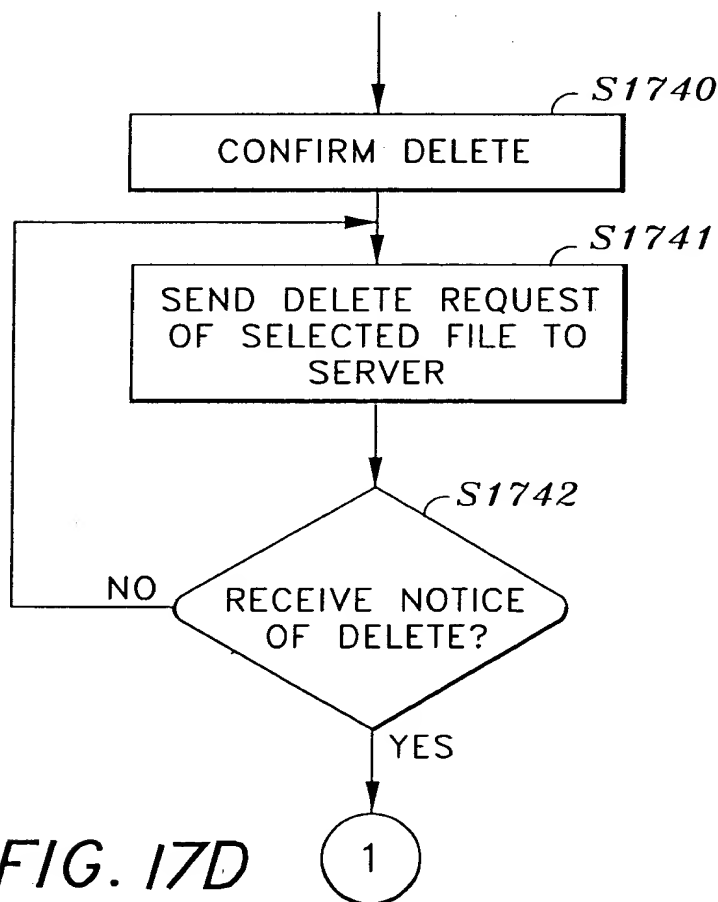 S1740
CONFIRM DELETE
S1741
SEND DELETE REQUEST
OF SELECTED FILE TO
SERVER
S1742
NO
RECEIVE NOTICE
OF DELETE?
YES
FIG. 17D
1